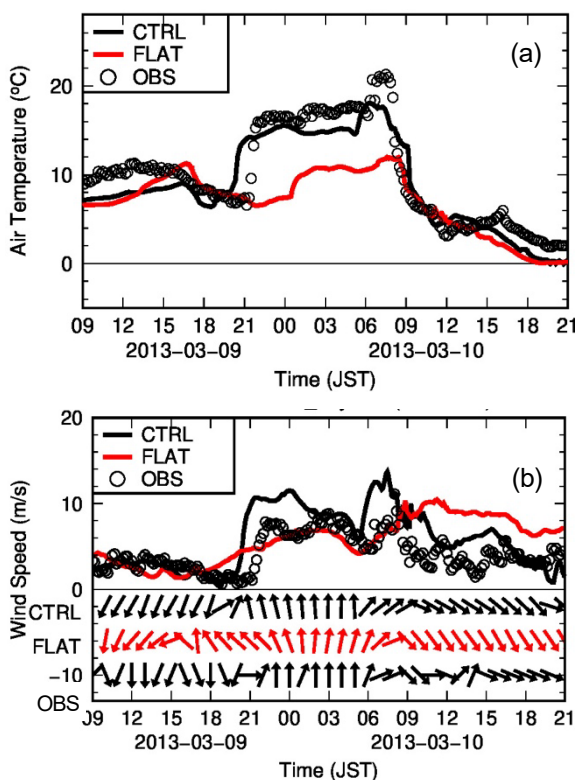 (a)
CTRL
FLAT
OBS
Air Temperature (ºC)
20
10
0
09 12 15 18 21 00 03 06 09 12 15 18 21
2013-03-09 2013-03-10
Time (JST)
(b)
CTRL
FLAT
OBS
Wind Speed (m/s)
20
10
0
CTRL
FLAT
-10
OBS
09 12 15 18 21 00 03 06 09 12 15 18 21
2013-03-09 2013-03-10
Time (JST)